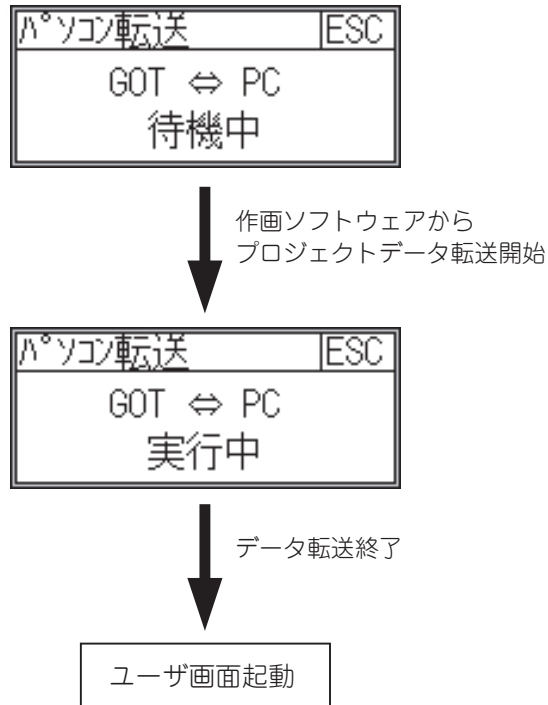 パソコン転送 ESC
GOT ⇔ PC
待機中
作画ソフトウェアから
プロジェクトデータ転送開始
パソコン転送 ESC
GOT ⇔ PC
実行中
データ転送終了
ユーザ画面起動